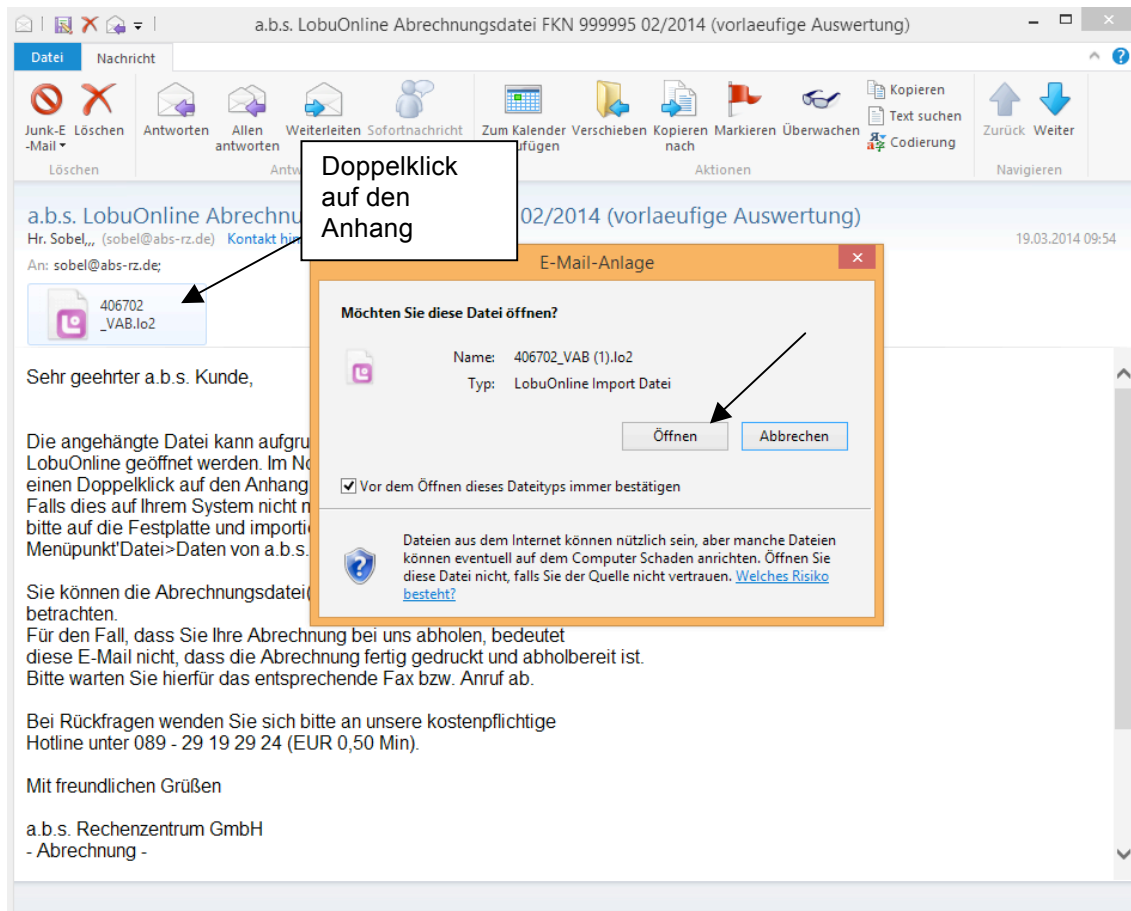 a.b.s. LobuOnline Abrechnungsdatei FKN 999995 02/2014 (vorlaeufige Auswertung)
Datei Nachricht
Junk-E-Mail Löschen Antworten Allen antworten Weiterleiten Sofortnachricht Zum Kalender ufügen Verschieben Kopieren nach Markieren Überwachen
Kopieren
Text suchen
Codierung
Zurück Weiter
Löschen Antw Aktionen Navigieren
Doppelklick
auf den
Anhang
a.b.s. LobuOnline Abrechnu 02/2014 (vorlaeufige Auswertung)
Hr. Sobel,,, (sobel@abs-rz.de) Kontakt hin 19.03.2014 09:54
An: sobel@abs-rz.de;
406702
_VAB.lo2
E-Mail-Anlage
Möchten Sie diese Datei öffnen?
Name: 406702_VAB (1).lo2
Typ: LobuOnline Import Datei
Öffnen Abbrechen
Vor dem Öffnen dieses Dateityps immer bestätigen
Dateien aus dem Internet können nützlich sein, aber manche Dateien
können eventuell auf dem Computer Schaden anrichten. Öffnen Sie
diese Datei nicht, falls Sie der Quelle nicht vertrauen. Welches Risiko
besteht?
Sehr geehrter a.b.s. Kunde,
Die angehängte Datei kann aufgru
LobuOnline geöffnet werden. Im No
einen Doppelklick auf den Anhang
Falls dies auf Ihrem System nicht n
bitte auf die Festplatte und importi
Menüpunkt'Datei>Daten von a.b.s.
Sie können die Abrechnungsdatei(
betrachten.
Für den Fall, dass Sie Ihre Abrechnung bei uns abholen, bedeutet
diese E-Mail nicht, dass die Abrechnung fertig gedruckt und abholbereit ist.
Bitte warten Sie hierfür das entsprechende Fax bzw. Anruf ab.
Bei Rückfragen wenden Sie sich bitte an unsere kostenpflichtige
Hotline unter 089 - 29 19 29 24 (EUR 0,50 Min).
Mit freundlichen Grüßen
a.b.s. Rechenzentrum GmbH
- Abrechnung -